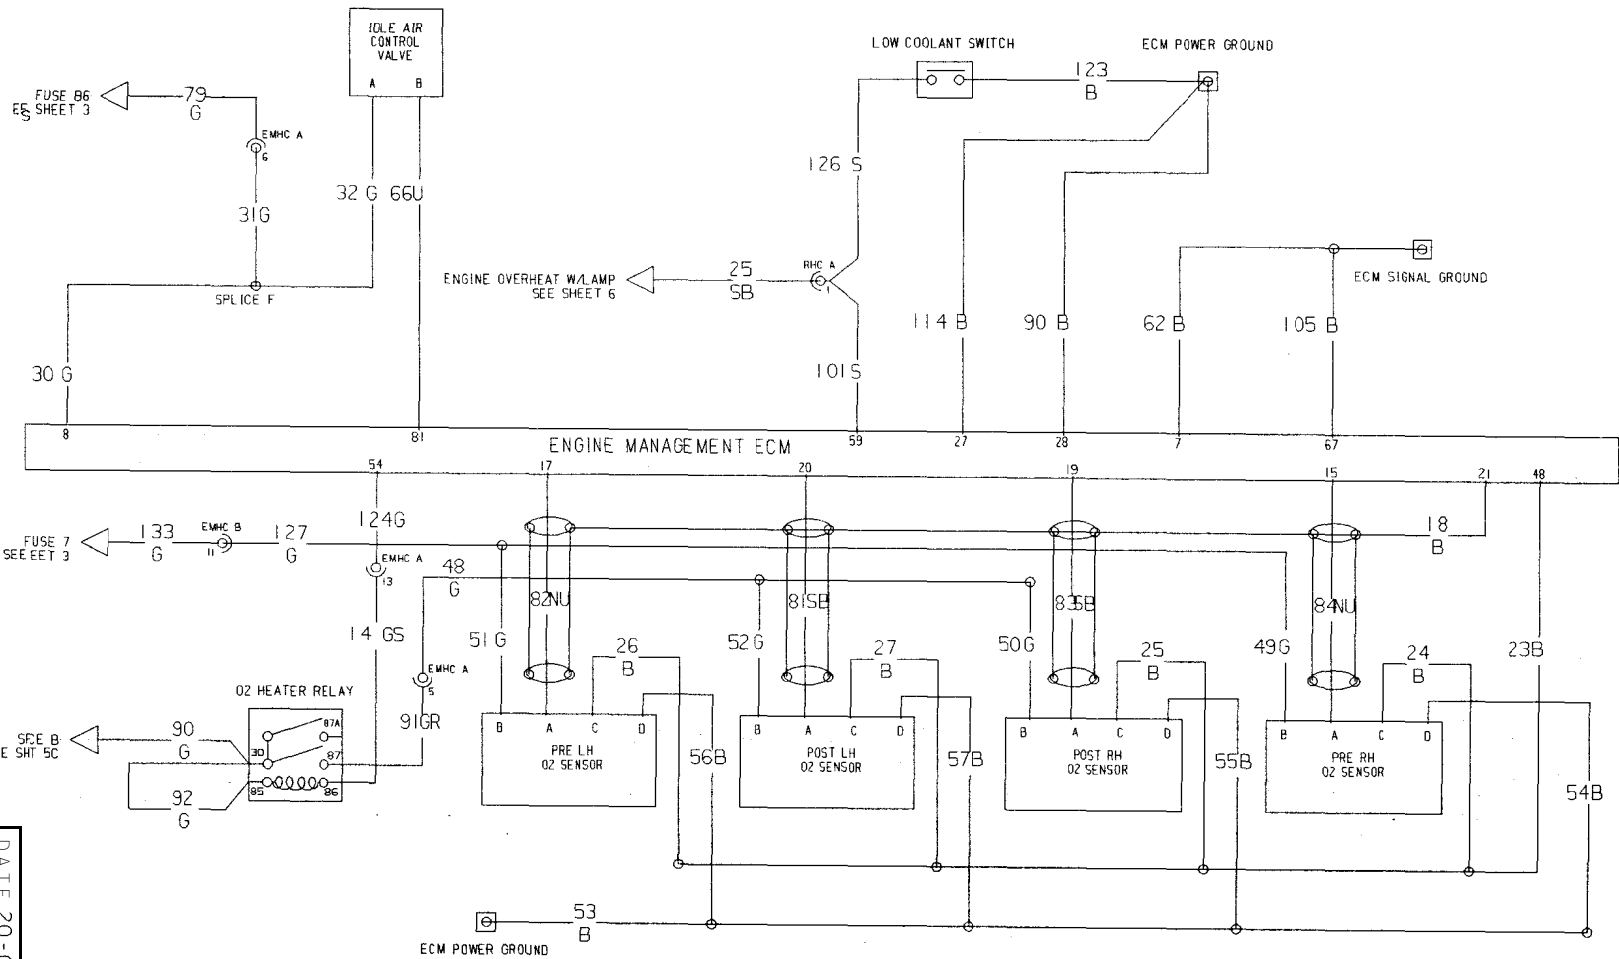 IDLE AIR
CONTROL
VALVE
A B
LOW COOLANT SWITCH
ECM POWER GROUND
FUSE 86
SHEET 3
79
G
EMHC A
6
123
B
126 S
32 G
66U
31G
ENGINE OVERHEAT W/LAMP
SEE SHEET 6
25
SB
RHC A
1
ECM SIGNAL GROUND
SPLICE F
114 B
90 B
62 B
105 B
30 G
101S
8
81
59
27
28
7
67
ENGINE MANAGEMENT ECM
54
17
20
19
15
21
48
FUSE 7
133
G
EMHC B
11
127
G
124G
EMHC A
13
48
G
18
B
82NU
81SB
83SB
84NU
14 GS
51G
26
B
52G
27
B
50G
25
B
49G
24
B
23B
EMHC A
5
O2 HEATER RELAY
91GR
90
G
87A
30
87
85
86
92
G
B A C D
PRE LH
O2 SENSOR
56B
B A C D
POST LH
O2 SENSOR
57B
B A C D
POST RH
O2 SENSOR
55B
B A C D
PRE RH
O2 SENSOR
54B
53
B
ECM POWER GROUND